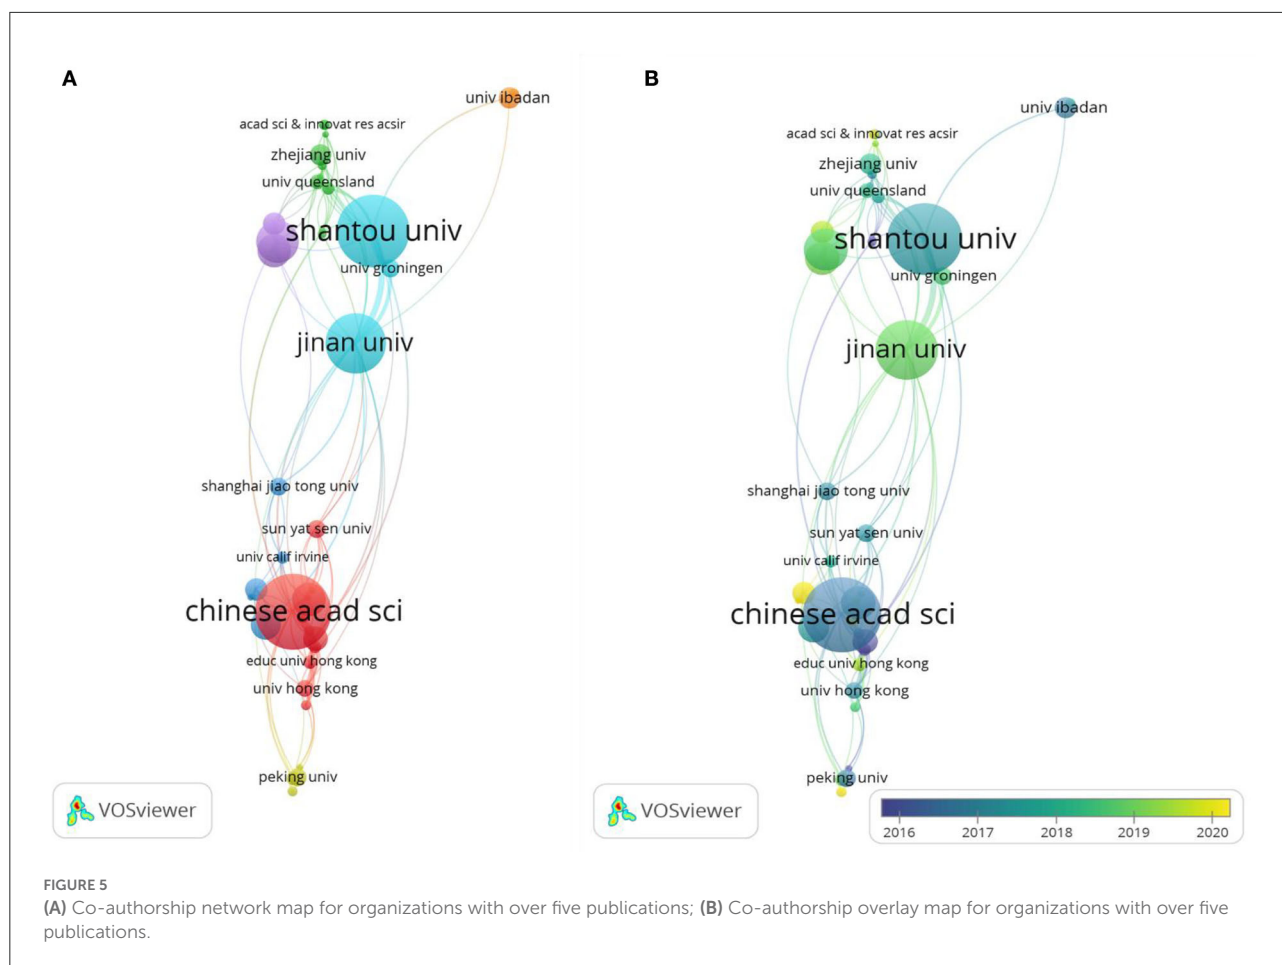 A
univ ibadan
acad sci & innovat res acsir
zhejiang univ
univ queensland
shantou univ
univ groningen
jinan univ
shanghai jiao tong univ
sun yat sen univ
univ calif irvine
chinese acad sci
educ univ hong kong
univ hong kong
peking univ
VOSviewer
B
univ ibadan
acad sci & innovat res acsir
zhejiang univ
univ queensland
shantou univ
univ groningen
jinan univ
shanghai jiao tong univ
sun yat sen univ
univ calif irvine
chinese acad sci
educ univ hong kong
univ hong kong
peking univ
VOSviewer
2016 2017 2018 2019 2020
FIGURE 5
(A) Co-authorship network map for organizations with over five publications; (B) Co-authorship overlay map for organizations with over five
publications.